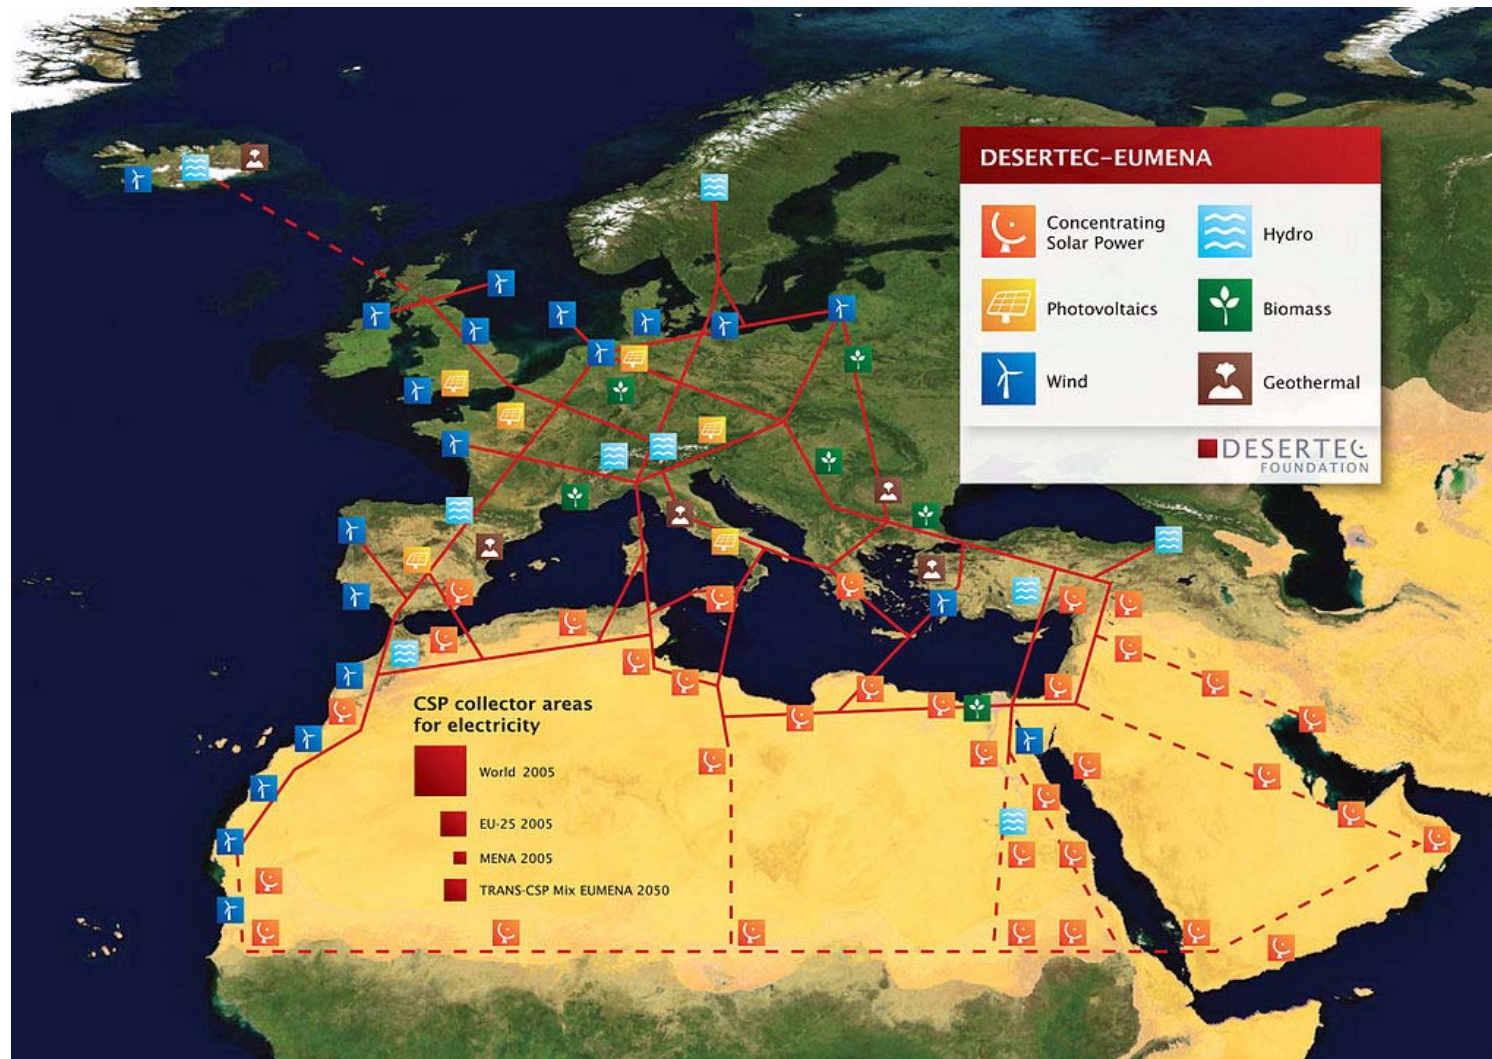 DESERTEC-EUMENA
Concentrating
Solar Power
Hydro
Photovoltaics
Biomass
Wind
Geothermal
DESERTEC
FOUNDATION
CSP collector areas
for electricity
World 2005
EU-25 2005
MENA 2005
TRANS-CSP Mix EUMENA 2050